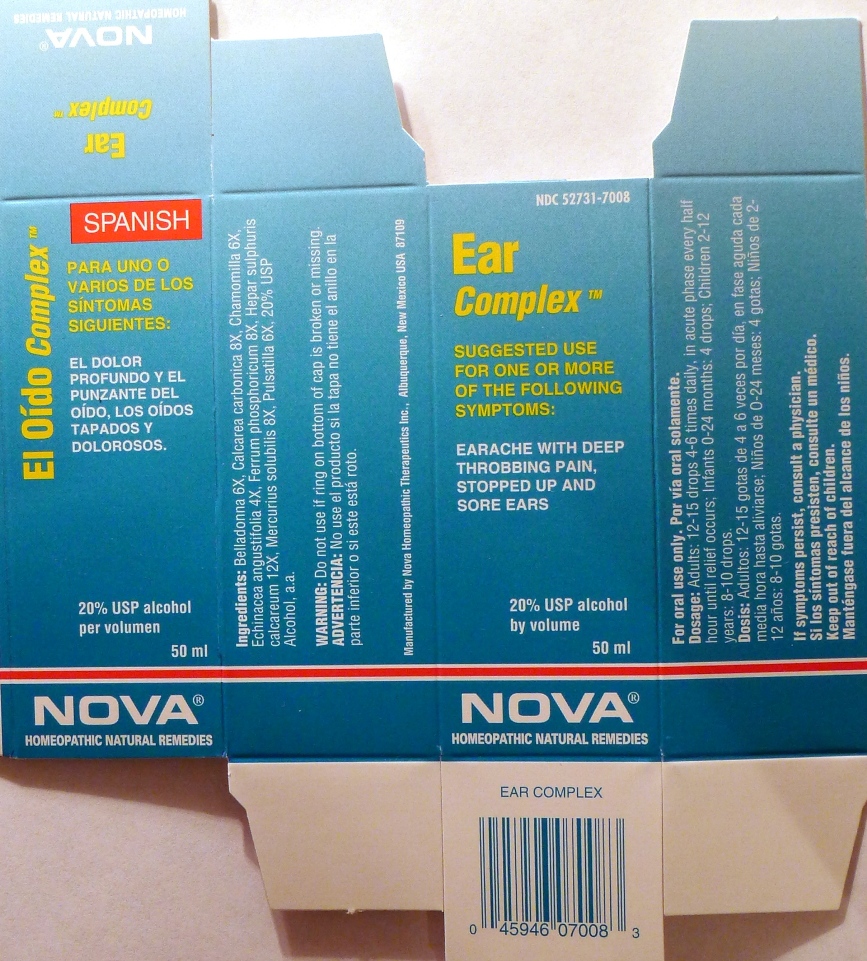 HOMEOPATHIC NATURAL REMEDIES
NOVA®
Ear
Complex™
El Oído Complex™
SPANISH
PARA UNO O
VARIOS DE LOS
SÍNTOMAS
SIGUIENTES:
EL DOLOR
PROFUNDO Y EL
PUNZANTE DEL
OÍDO, LOS OÍDOS
TAPADOS Y
DOLOROSOS.
20% USP alcohol
per volumen
50 ml
NOVA®
HOMEOPATHIC NATURAL REMEDIES
Ingredients: Belladonna 6X, Calcarea carbonica 8X, Chamomilla 6X,
Echinacea angustifolia 4X, Ferrum phosphoricum 8X, Hepar sulphuris
calcareum 12X, Mercurius solubilis 8X, Pulsatilla 6X, 20% USP
Alcohol, a.a.
WARNING: Do not use if ring on bottom of cap is broken or missing.
ADVERTENCIA: No use el producto si la tapa no tiene el anillo en la
parte inferior o si este está roto.
Manufactured by Nova Homeopathic Therapeutics Inc., Albuquerque, New Mexico USA 87109
NDC 52731-7008
Ear
Complex™
SUGGESTED USE
FOR ONE OR MORE
OF THE FOLLOWING
SYMPTOMS:
EARACHE WITH DEEP
THROBBING PAIN,
STOPPED UP AND
SORE EARS
20% USP alcohol
by volume
50 ml
NOVA®
HOMEOPATHIC NATURAL REMEDIES
For oral use only. Por vía oral solamente.
Dosage: Adults: 12-15 drops 4-6 times daily, in acute phase every half
hour until relief occurs; Infants 0-24 months: 4 drops; Children 2-12
years: 8-10 drops.
Dosis: Adultos: 12-15 gotas de 4 a 6 veces por día, en fase aguda cada
media hora hasta aliviarse; Niños de 0-24 meses: 4 gotas; Niños de 2-
12 años: 8-10 gotas.
If symptoms persist, consult a physician.
Si los síntomas presisten, consulte un médico.
Keep out of reach of children.
Manténgase fuera del alcance de los niños.
EAR COMPLEX
0 45946 07008 3